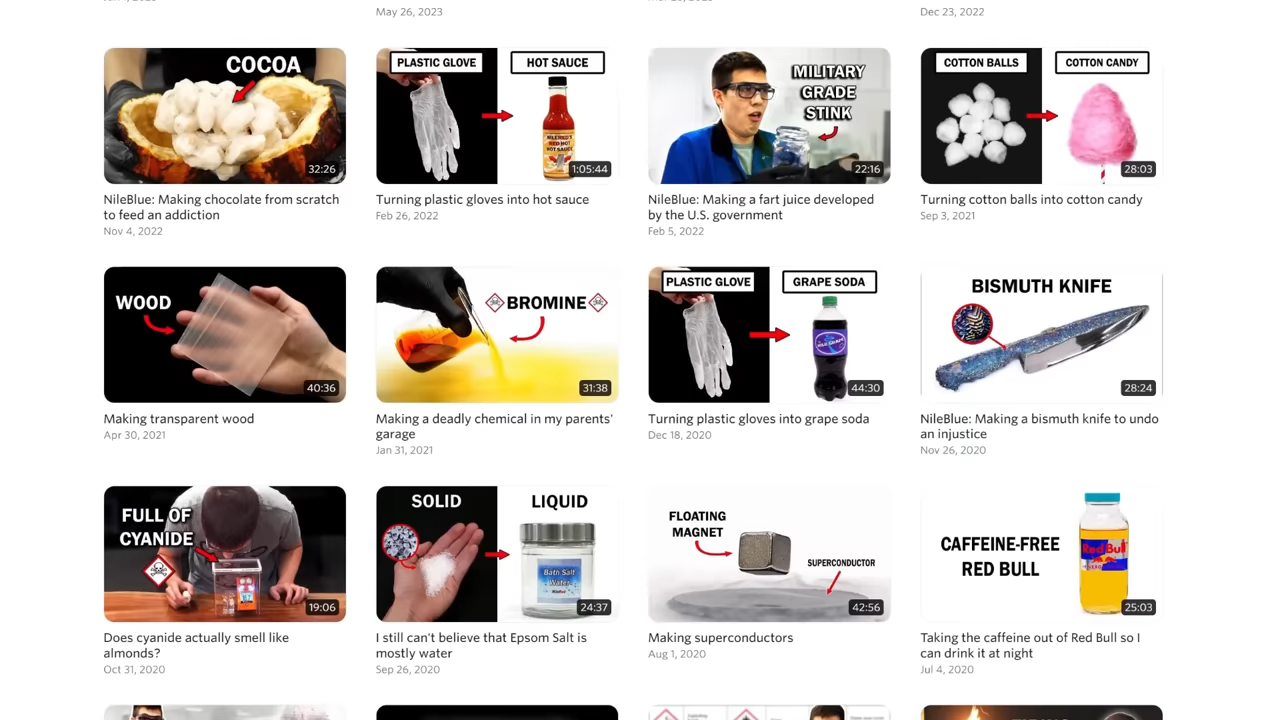 May 26, 2023
Dec 23, 2022
COCOA
32:26
PLASTIC GLOVE
HOT SAUCE
1:05:44
MILITARY
GRADE
STINK
22:16
COTTON BALLS
COTTON CANDY
28:03
NileBlue: Making chocolate from scratch
to feed an addiction
Nov 4, 2022
Turning plastic gloves into hot sauce
Feb 26, 2022
NileBlue: Making a fart juice developed
by the U.S. government
Feb 5, 2022
Turning cotton balls into cotton candy
Sep 3, 2021
WOOD
40:36
BROMINE
31:38
PLASTIC GLOVE
GRAPE SODA
44:30
BISMUTH KNIFE
28:24
Making transparent wood
Apr 30, 2021
Making a deadly chemical in my parents'
garage
Jan 31, 2021
Turning plastic gloves into grape soda
Dec 18, 2020
NileBlue: Making a bismuth knife to undo
an injustice
Nov 26, 2020
FULL OF
CYANIDE
19:06
SOLID
LIQUID
Bath Salt
Water
24:37
FLOATING
MAGNET
SUPERCONDUCTOR
42:56
CAFFEINE-FREE
RED BULL
Red Bull
25:03
Does cyanide actually smell like
almonds?
Oct 31, 2020
I still can't believe that Epsom Salt is
mostly water
Sep 26, 2020
Making superconductors
Aug 1, 2020
Taking the caffeine out of Red Bull so I
can drink it at night
Jul 4, 2020